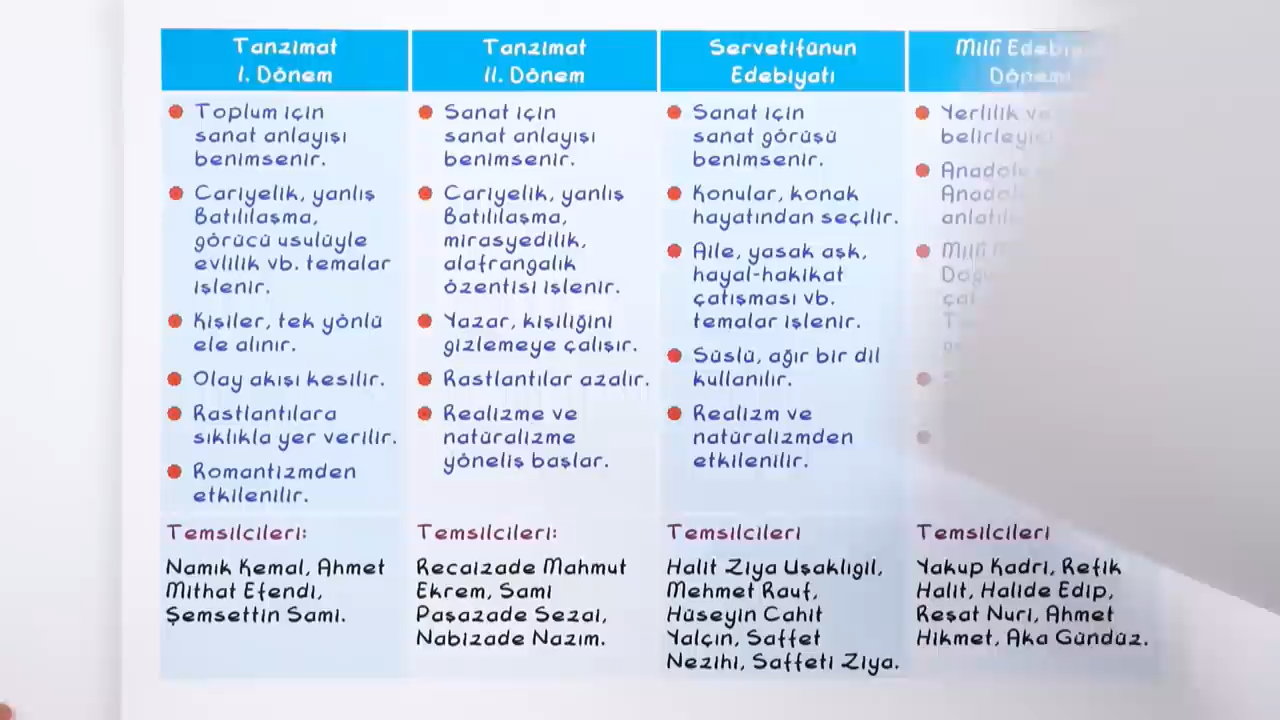 Tanzimat
I. Dönem
Toplum için
sanat anlayışı
benimsenir.
Cariyelik, yanlış
Batılılaşma,
görücü usulüyle
evlilik vb. temalar
işlenir.
Kişiler, tek yönlü
ele alınır.
Olay akışı kesilir.
Rastlantılara
sıklıkla yer verilir.
Romantizmden
etkilenilir.
Temsilcileri:
Namık Kemal, Ahmet
Mithat Efendi,
Şemsettin Sami.
Tanzimat
II. Dönem
Sanat için
sanat anlayışı
benimsenir.
Cariyelik, yanlış
Batılılaşma,
mirasyedilik,
alafrangalık
özentisi işlenir.
Yazar, kişiliğini
gizlemeye çalışır.
Rastlantılar azalır.
Realizme ve
natüralizme
yöneliş başlar.
Temsilcileri:
Recaizade Mahmut
Ekrem, Sami
Paşazade Sezai,
Nabizade Nazım.
Servetifünun
Edebiyatı
Sanat için
sanat görüşü
benimsenir.
Konular, konak
hayatından seçilir.
Aile, yasak aşk,
hayal-hakikat
çatışması vb.
temalar işlenir.
Süslü, ağır bir dil
kullanılır.
Realizm ve
natüralizmden
etkilenilir.
Temsilcileri
Halit Ziya Uşaklıgil,
Mehmet Rauf,
Hüseyin Cahit
Yalçın, Saffet
Nezihi, Saffeti Ziya.
Millî
Dönemi
Yerlilik ve
Temsilcileri
Yakup Kadri, Refik
Halit, Halide Edip,
Reşat Nuri, Ahmet
Hikmet, Aka Gündüz.